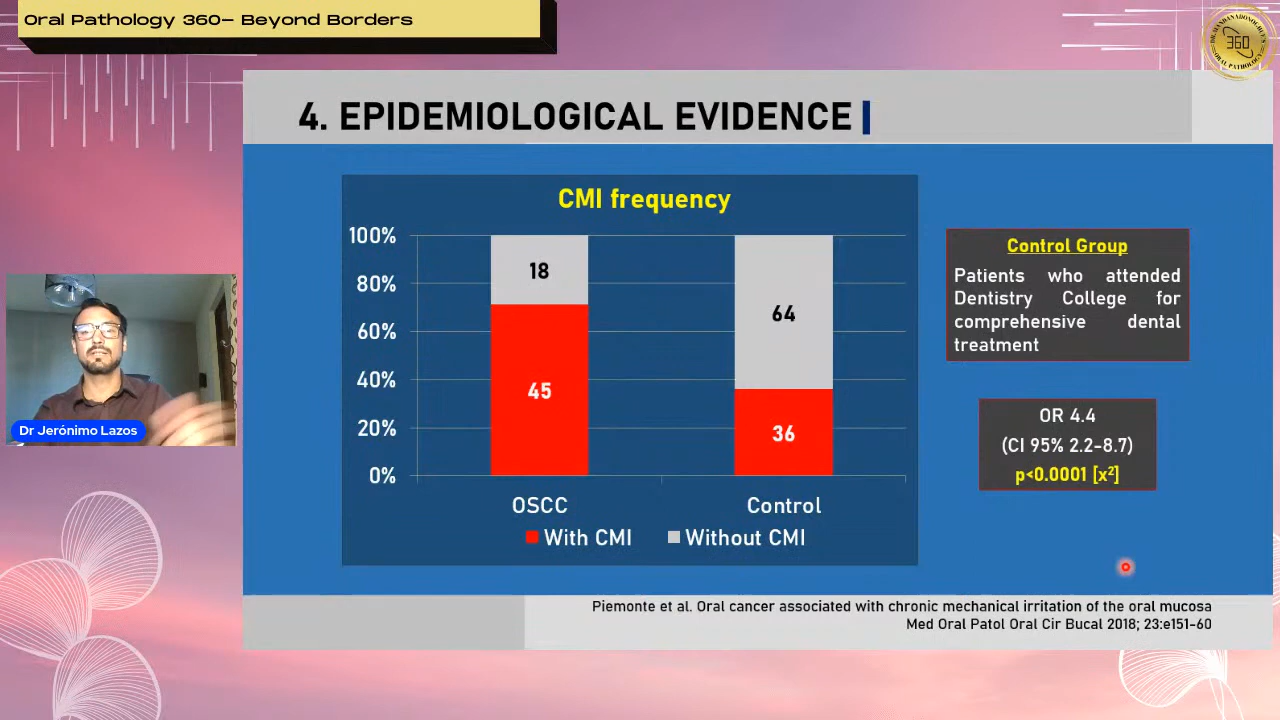 Oral Pathology 360– Beyond Borders
360
ORAL PATHOLOGY
4. EPIDEMIOLOGICAL EVIDENCE
CMI frequency
100%
80%
60%
40%
20%
0%
18
45
64
36
OSCC
Control
With CMI
Without CMI
Control Group
Patients who attended
Dentistry College for
comprehensive dental
treatment
OR 4.4
(CI 95% 2.2-8.7)
p<0.0001 [x²]
Dr Jerónimo Lazos
Piemonte et al. Oral cancer associated with chronic mechanical irritation of the oral mucosa
Med Oral Patol Oral Cir Bucal 2018; 23:e151-60